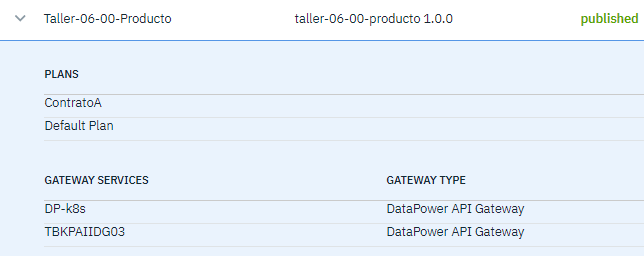 Taller-06-00-Producto taller-06-00-producto 1.0.0 published
PLANS
ContratoA
Default Plan
GATEWAY SERVICES GATEWAY TYPE
DP-k8s DataPower API Gateway
TBKPAIIDG03 DataPower API Gateway